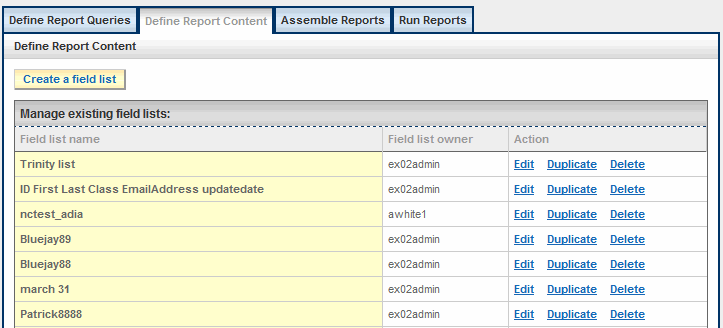 Define Report Queries Define Report Content Assemble Reports Run Reports
Define Report Content
Create a field list
Manage existing field lists:
Field list name Field list owner Action
Trinity list ex02admin Edit Duplicate Delete
ID First Last Class EmailAddress updatedate ex02admin Edit Duplicate Delete
nctest_adia awhite1 Edit Duplicate Delete
Bluejay89 ex02admin Edit Duplicate Delete
Bluejay88 ex02admin Edit Duplicate Delete
march 31 ex02admin Edit Duplicate Delete
Patrick8888 ex02admin Edit Duplicate Delete